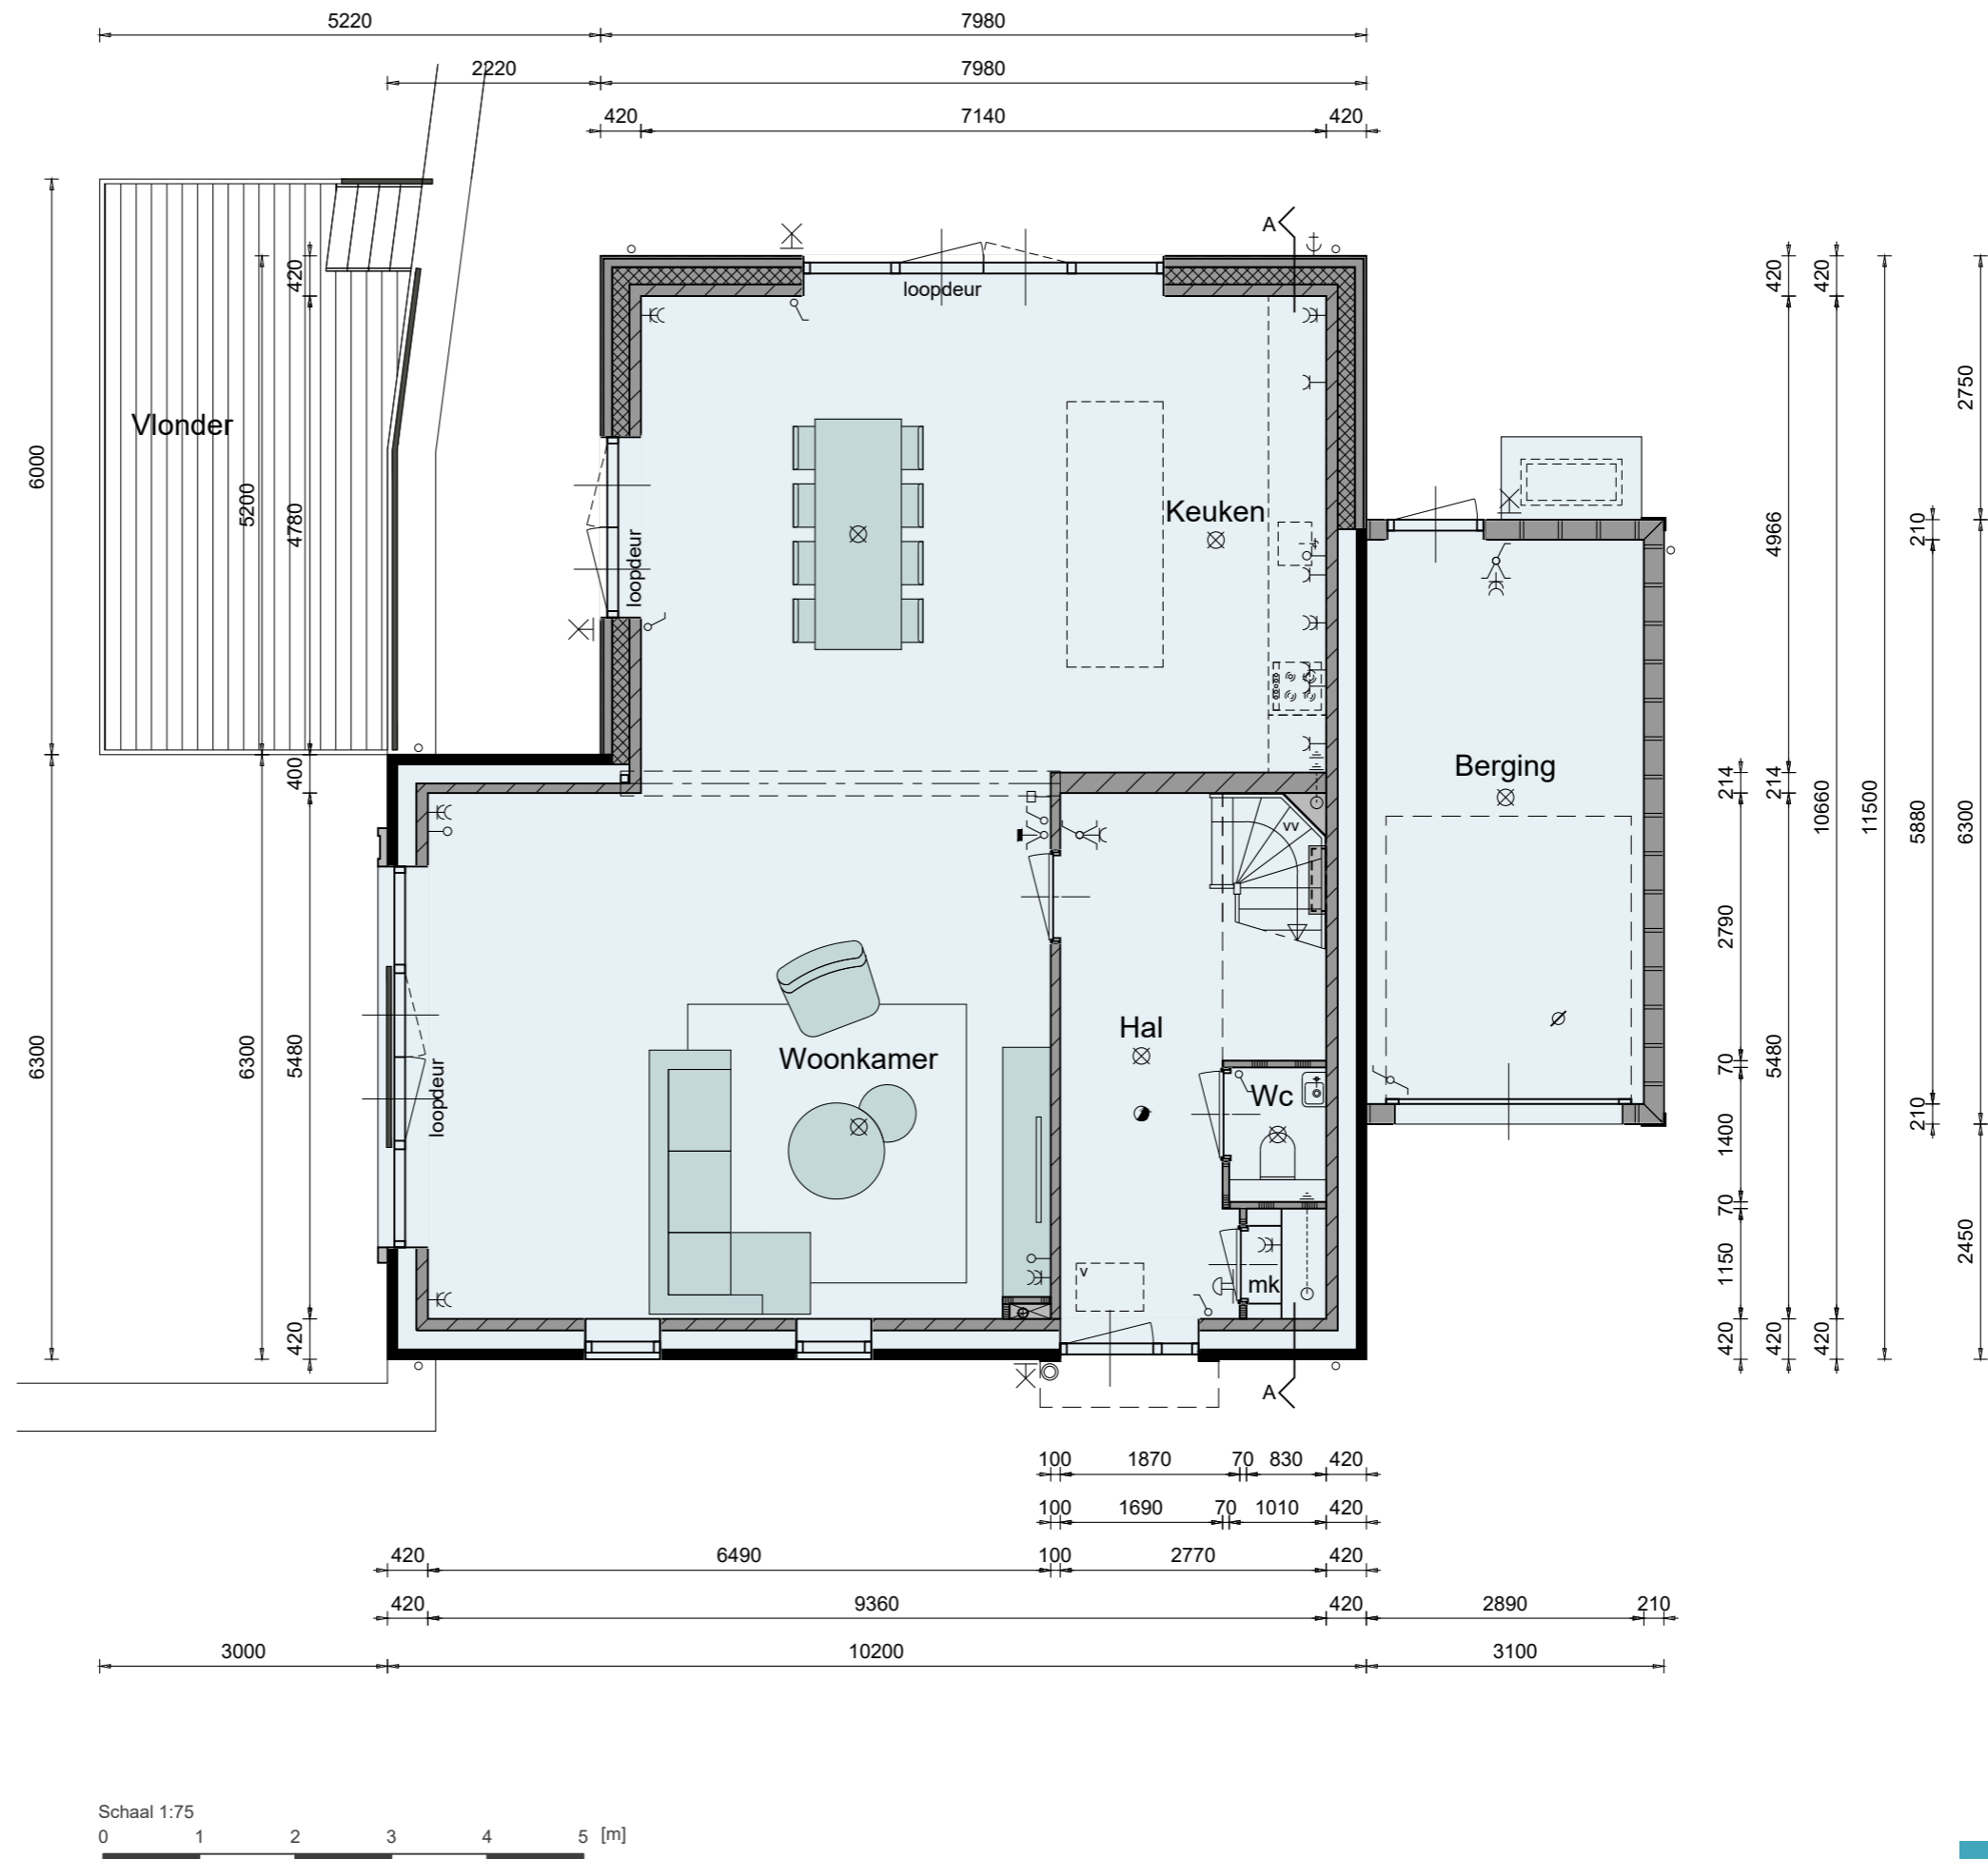 5220 7980
2220 7980
420 7140 420
A
loopdeur
420 420 420
Vlonder
2750
6000
5200
4780
Keuken
4966
210
loopdeur
Berging
400
214 214
10660
11500
5880
6300
vv
2790
Hal
Woonkamer
6300
6300
5480
5480
70
loopdeur
Wc
210
1400
70
2450
1150
v
mk
420
420 420 420
A
100 1870 70 830 420
100 1690 70 1010 420
420 6490 100 2770 420
420 9360 420 2890 210
3000 10200 3100
Schaal 1:75
0 1 2 3 4 5 [m]